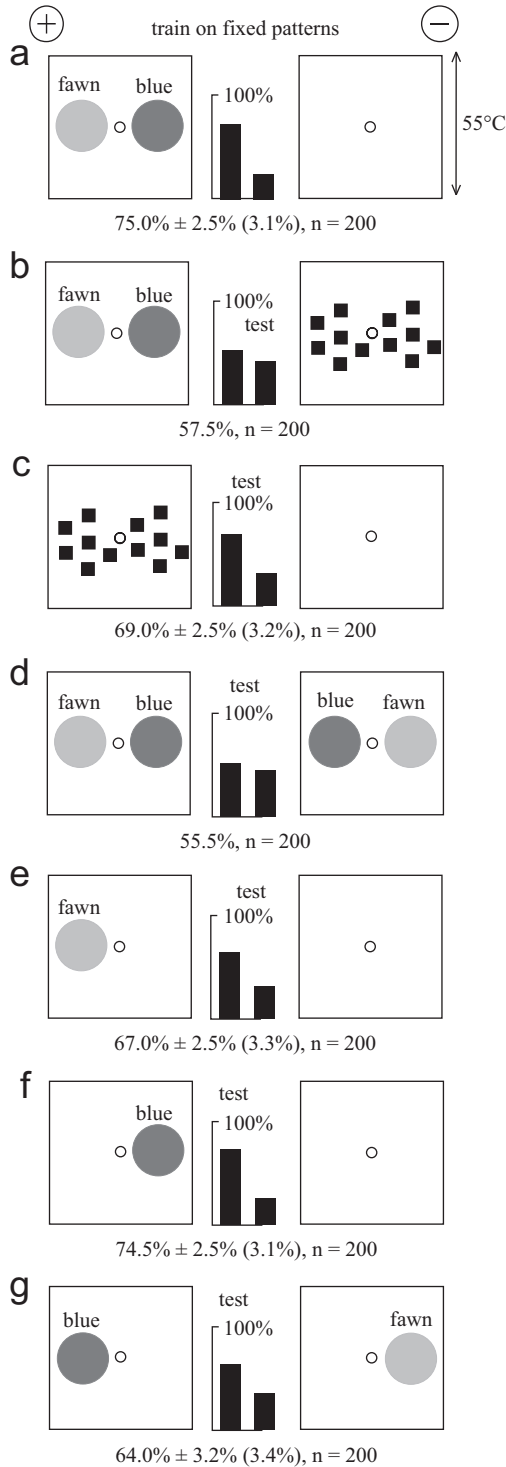 + train on fixed patterns −
a
fawn blue
100%
55°C
75.0% ± 2.5% (3.1%), n = 200
b
fawn blue
100%
test
57.5%, n = 200
c
test
100%
69.0% ± 2.5% (3.2%), n = 200
d
fawn blue
test
100%
blue fawn
55.5%, n = 200
e
fawn
test
100%
67.0% ± 2.5% (3.3%), n = 200
f
blue
test
100%
74.5% ± 2.5% (3.1%), n = 200
g
blue
test
100%
fawn
64.0% ± 3.2% (3.4%), n = 200